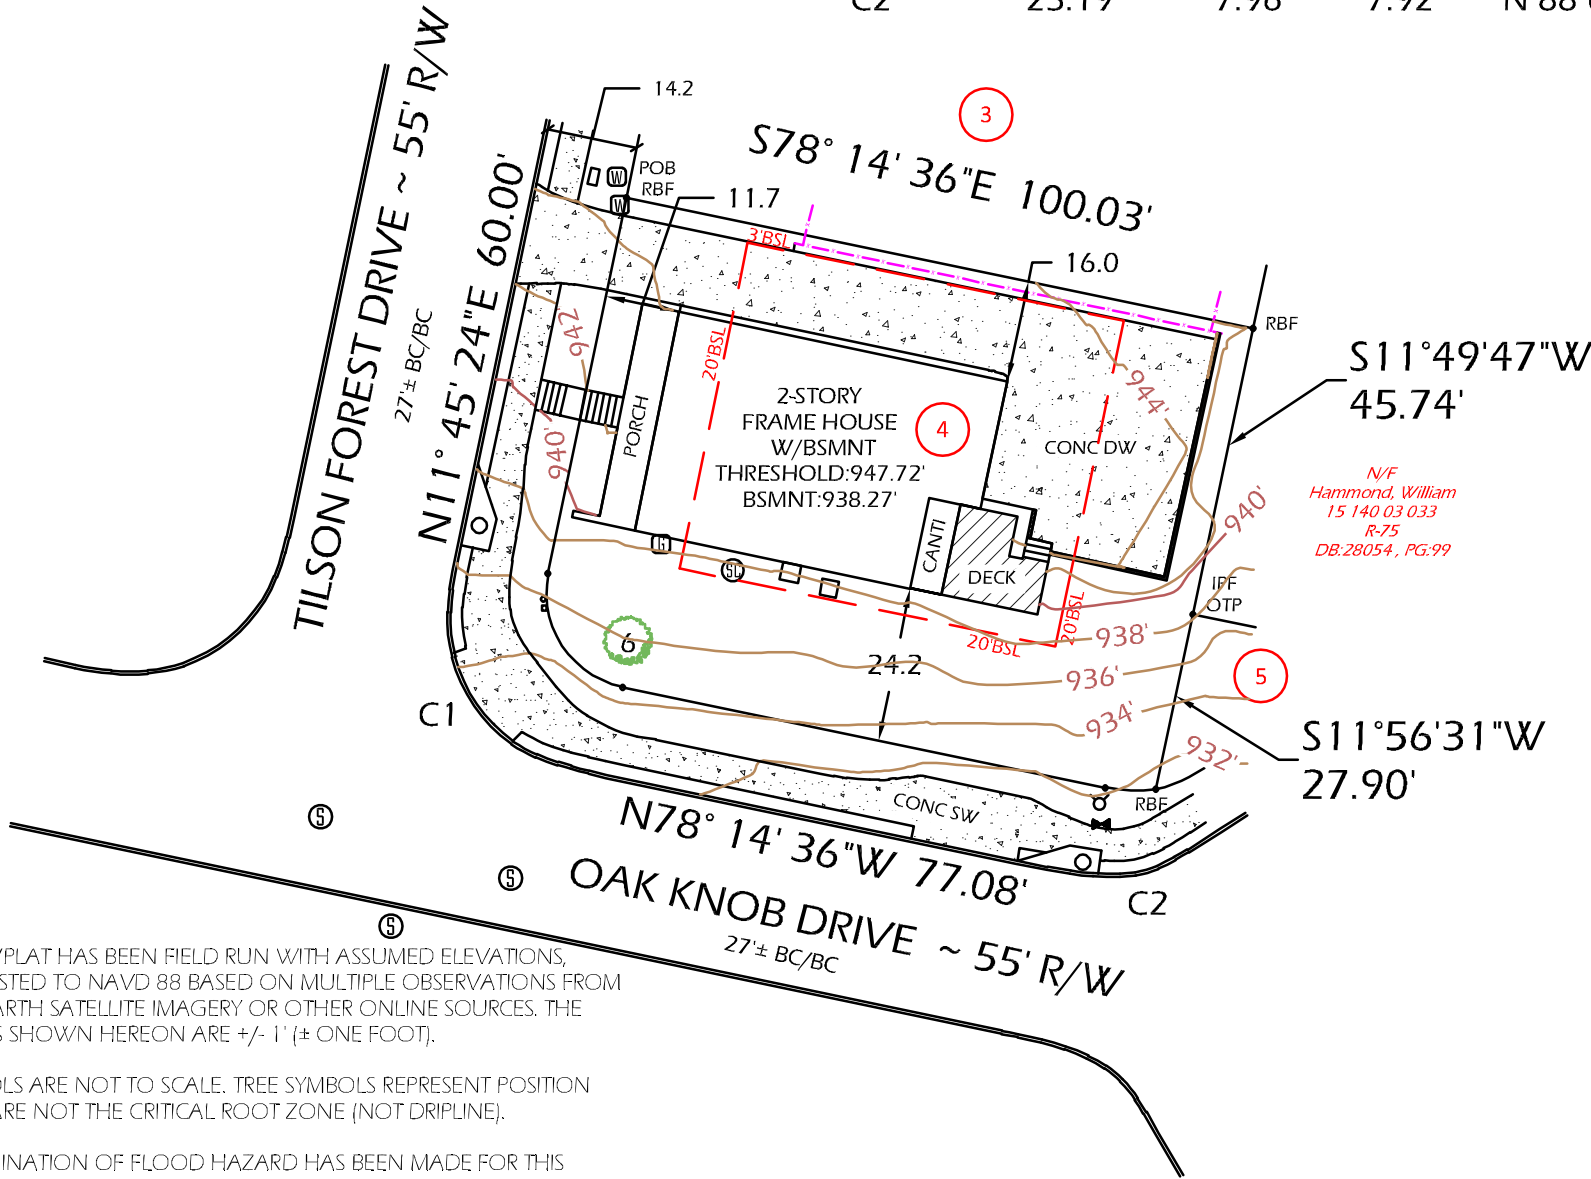 C2 23.19 7.96 7.92
TILSON FOREST DRIVE ~ 55' R/W
27'± BC/BC
N11° 45' 24"E 60.00'
14.2
POB
RBF
W
W
11.7
3
S78° 14' 36"E 100.03'
3'BSL
16.0
RBF
S11°49'47"W
45.74'
942'
940'
20'BSL
PORCH
2-STORY
FRAME HOUSE
W/BSMNT
THRESHOLD:947.72'
BSMNT:938.27'
4
944'
CONC DW
N/F
Hammond, William
15 140 03 033
R-75
DB:28054 , PG:99
940'
CANTI
DECK
G
SC
IPF
OTP
20'BSL
20'BSL
6
24.2
938'
936'
934'
932'
5
S11°56'31"W
27.90'
C1
CONC SW
RBF
N78° 14' 36"W 77.08'
C2
OAK KNOB DRIVE ~ 55' R/W
27'± BC/BC
S
S
S
/PLAT HAS BEEN FIELD RUN WITH ASSUMED ELEVATIONS,
STED TO NAVD 88 BASED ON MULTIPLE OBSERVATIONS FROM
ARTH SATELLITE IMAGERY OR OTHER ONLINE SOURCES. THE
S SHOWN HEREON ARE +/- 1' (± ONE FOOT).
OLS ARE NOT TO SCALE. TREE SYMBOLS REPRESENT POSITION
ARE NOT THE CRITICAL ROOT ZONE (NOT DRIPLINE).
INATION OF FLOOD HAZARD HAS BEEN MADE FOR THIS